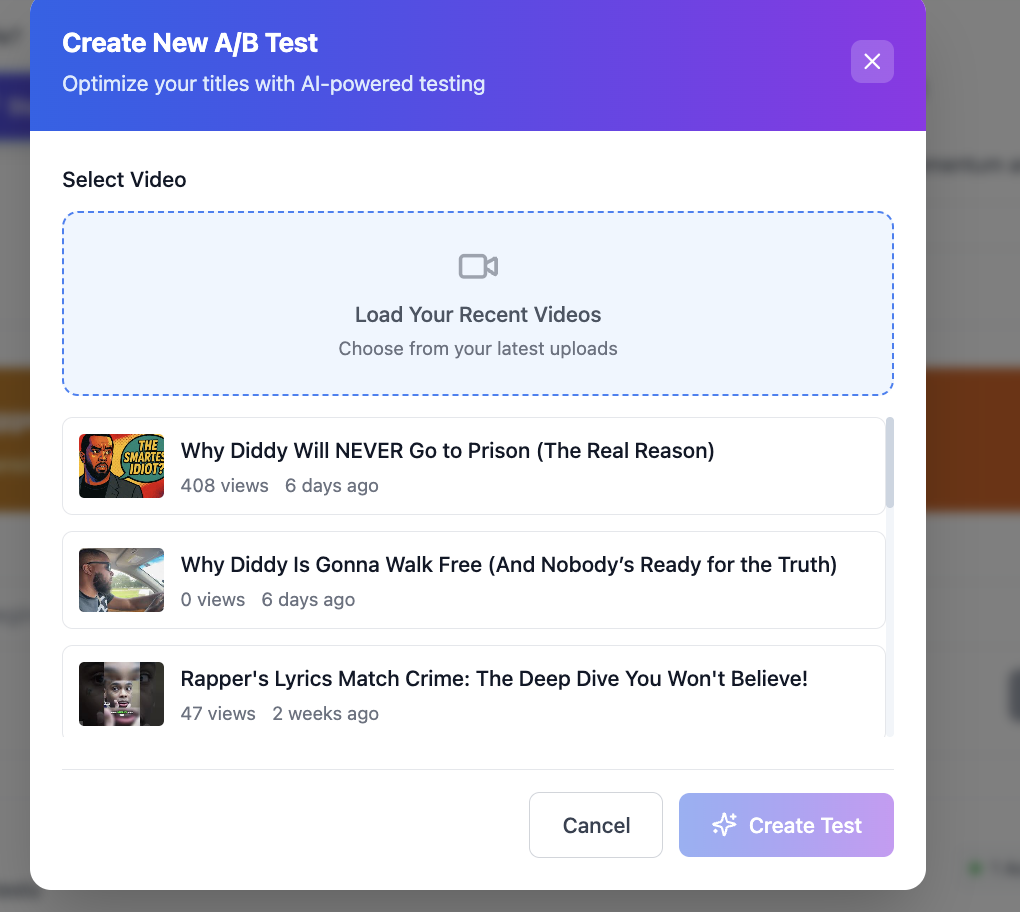 Create New A/B Test
Optimize your titles with AI-powered testing
Select Video
Load Your Recent Videos
Choose from your latest uploads
THE
SMARTES
IDIOT?
Why Diddy Will NEVER Go to Prison (The Real Reason)
408 views 6 days ago
Why Diddy Is Gonna Walk Free (And Nobody’s Ready for the Truth)
0 views 6 days ago
Rapper's Lyrics Match Crime: The Deep Dive You Won't Believe!
47 views 2 weeks ago
Cancel
Create Test